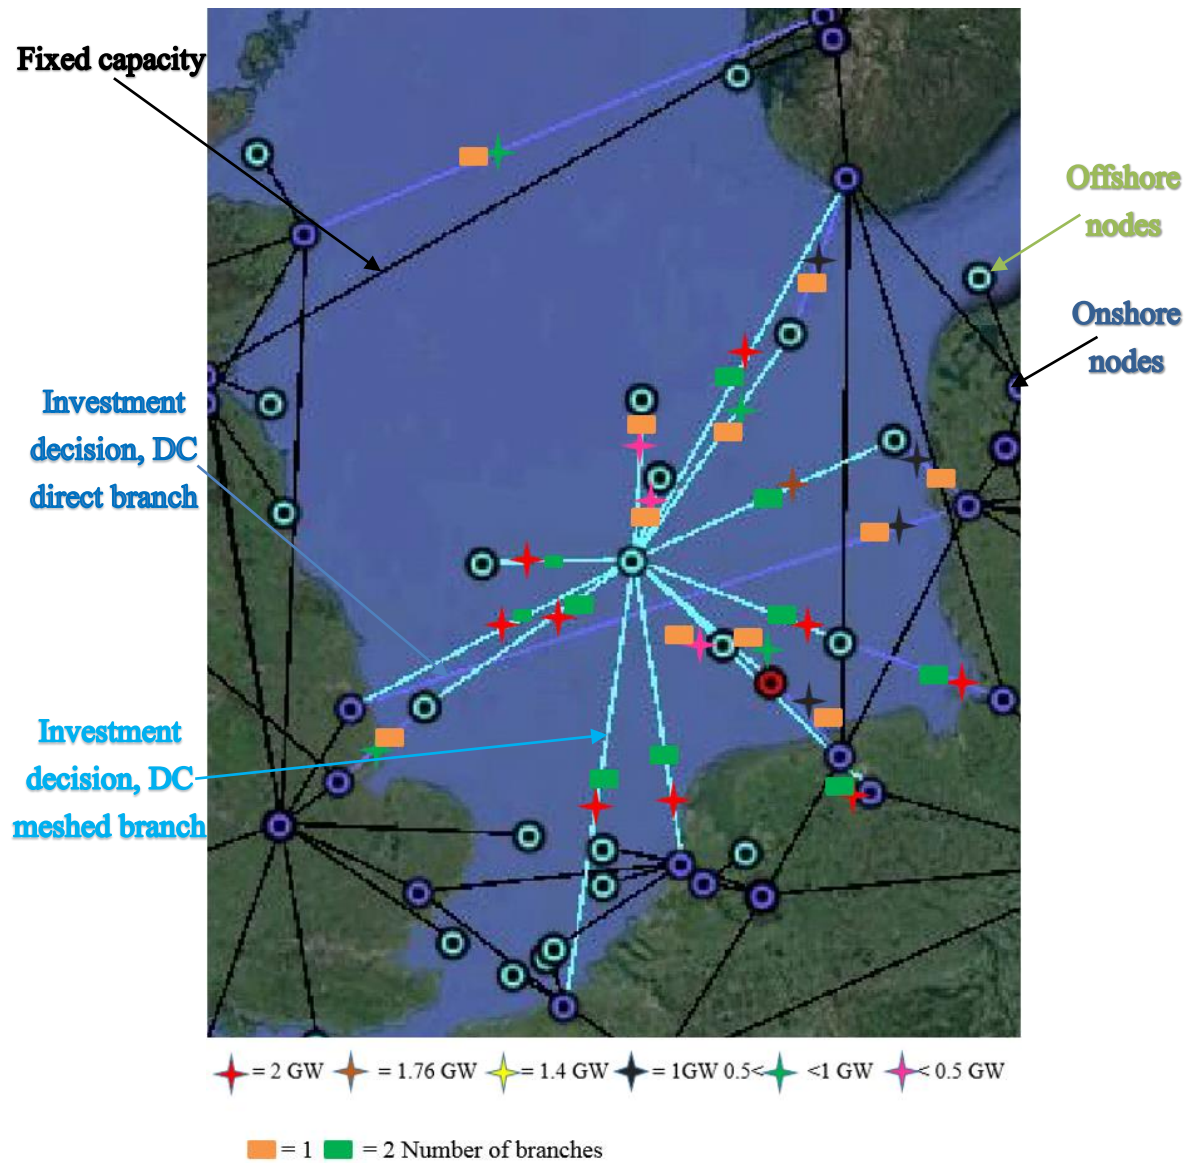 Fixed capacity
Offshore
nodes
Onshore
nodes
Investment
decision, DC
direct branch
Investment
decision, DC
meshed branch
= 2 GW = 1.76 GW = 1.4 GW = 1GW 0.5< <1 GW < 0.5 GW
= 1 = 2 Number of branches